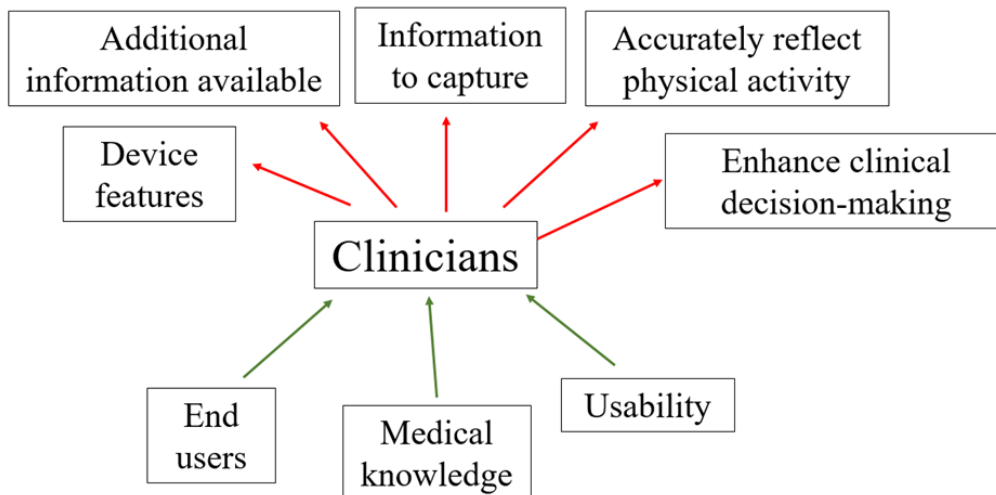 Additional
information available
Information
to capture
Accurately reflect
physical activity
Device
features
Enhance clinical
decision-making
Clinicians
End
users
Medical
knowledge
Usability